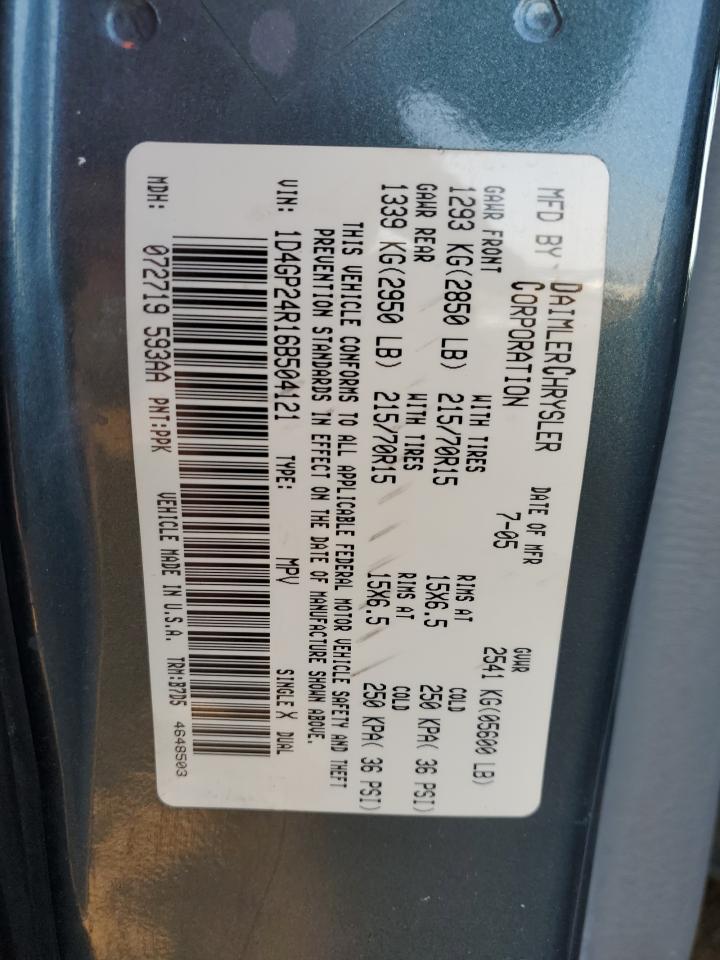 MFD BY DAIMLERCHRYSLER CORPORATION DATE OF MFR 7-05 GVWR 2541 KG(05600 LB)
GAWR FRONT WITH TIRES RIMS AT COLD
1293 KG(2850 LB) 215/70R15 15X6.5 250 KPA( 36 PSI)
GAWR REAR WITH TIRES RIMS AT COLD
1339 KG(2950 LB) 215/70R15 15X6.5 250 KPA( 36 PSI)
THIS VEHICLE CONFORMS TO ALL APPLICABLE FEDERAL MOTOR VEHICLE SAFETY AND THEFT
PREVENTION STANDARDS IN EFFECT ON THE DATE OF MANUFACTURE SHOWN ABOVE.
VIN: 1D4GP24R16B504121 TYPE: MPV SINGLE X DUAL
MDH: 072719 593AA PNT:PPK VEHICLE MADE IN U.S.A. TRM:B7D5 4648503